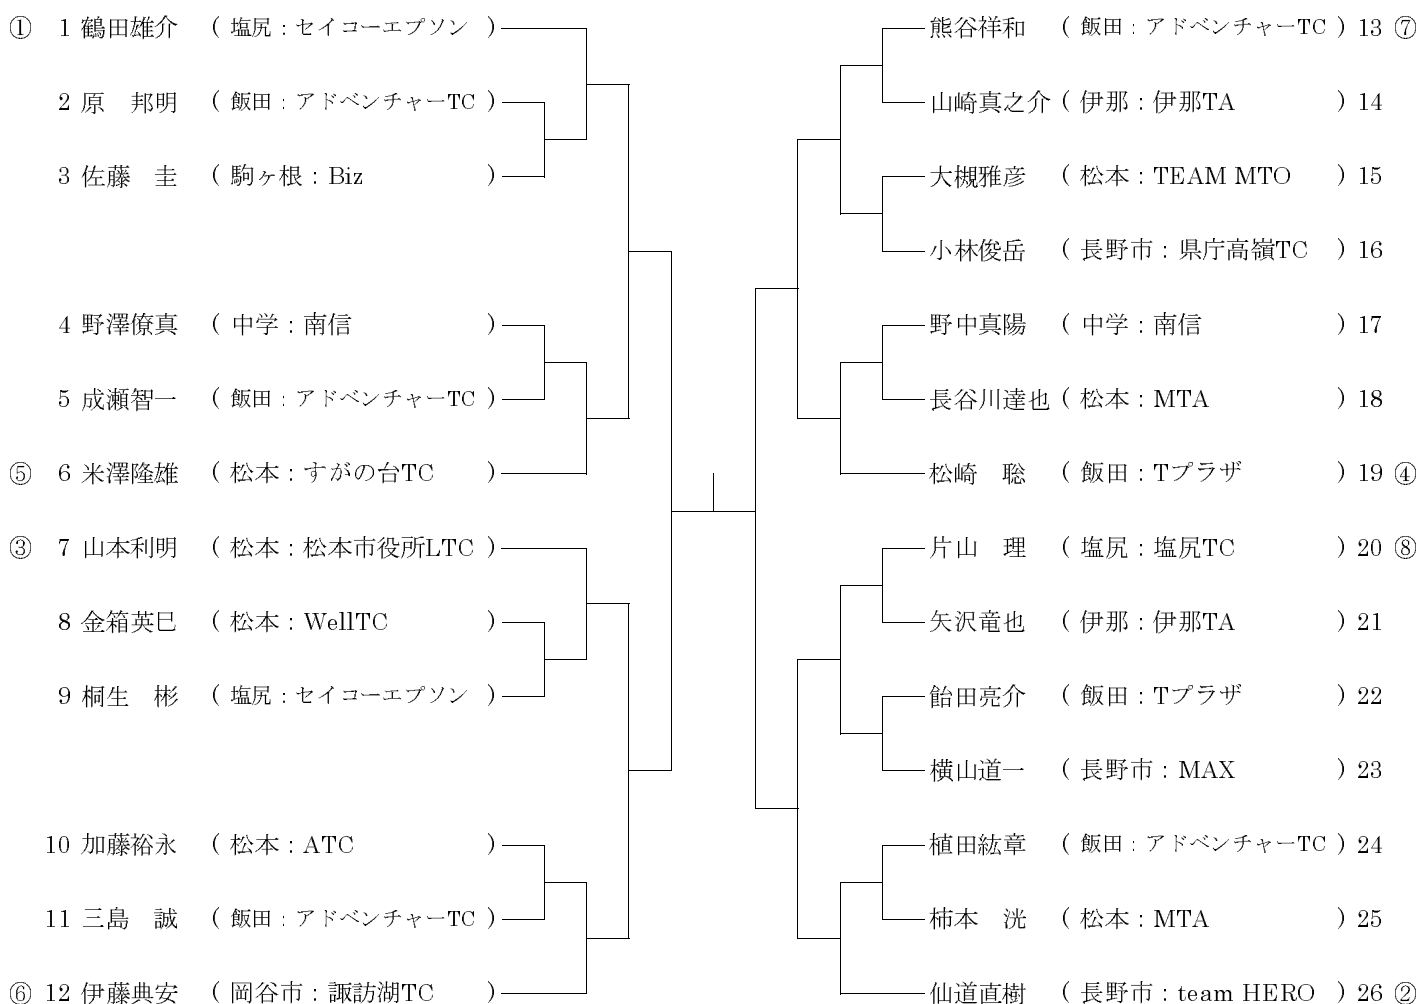 ① 1 鶴田雄介 ( 塩尻 : セイコーエプソン )
2 原 邦明 ( 飯田 : アドベンチャーTC )
3 佐藤 圭 ( 駒ヶ根 : Biz )
4 野澤僚真 ( 中学 : 南信 )
5 成瀬智一 ( 飯田 : アドベンチャーTC )
⑤ 6 米澤隆雄 ( 松本 : すがの台TC )
③ 7 山本利明 ( 松本 : 松本市役所LTC )
8 金箱英巳 ( 松本 : WellTC )
9 桐生 彬 ( 塩尻 : セイコーエプソン )
10 加藤裕永 ( 松本 : ATC )
11 三島 誠 ( 飯田 : アドベンチャーTC )
⑥ 12 伊藤典安 ( 岡谷市 : 諏訪湖TC )
熊谷祥和 ( 飯田 : アドベンチャーTC ) 13 ⑦
山崎真之介 ( 伊那 : 伊那TA ) 14
大槻雅彦 ( 松本 : TEAM MTO ) 15
小林俊岳 ( 長野市 : 県庁高嶺TC ) 16
野中真陽 ( 中学 : 南信 ) 17
長谷川達也 ( 松本 : MTA ) 18
松崎 聡 ( 飯田 : Tプラザ ) 19 ④
片山 理 ( 塩尻 : 塩尻TC ) 20 ⑧
矢沢竜也 ( 伊那 : 伊那TA ) 21
飴田亮介 ( 飯田 : Tプラザ ) 22
横山道一 ( 長野市 : MAX ) 23
植田紘章 ( 飯田 : アドベンチャーTC ) 24
柿本 洸 ( 松本 : MTA ) 25
仙道直樹 ( 長野市 : team HERO ) 26 ②